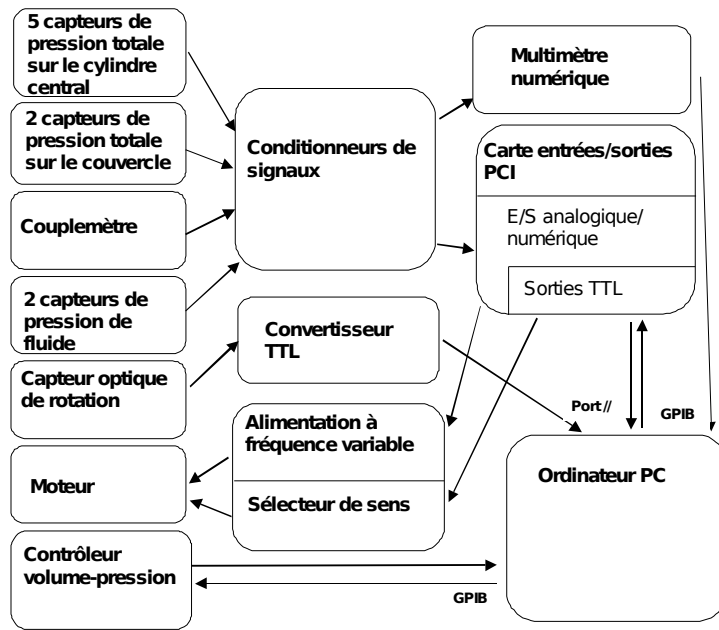 5 capteurs de
pression totale
sur le cylindre
central
2 capteurs de
pression totale
sur le couvercle
Couplemètre
2 capteurs de
pression de
fluide
Capteur optique
de rotation
Moteur
Contrôleur
volume-pression
Conditionneurs de
signaux
Convertisseur
TTL
Alimentation à
fréquence variable
Sélecteur de sens
Multimètre
numérique
Carte entrées/sorties
PCI
E/S analogique/
numérique
Sorties TTL
Port //
GPIB
Ordinateur PC
GPIB